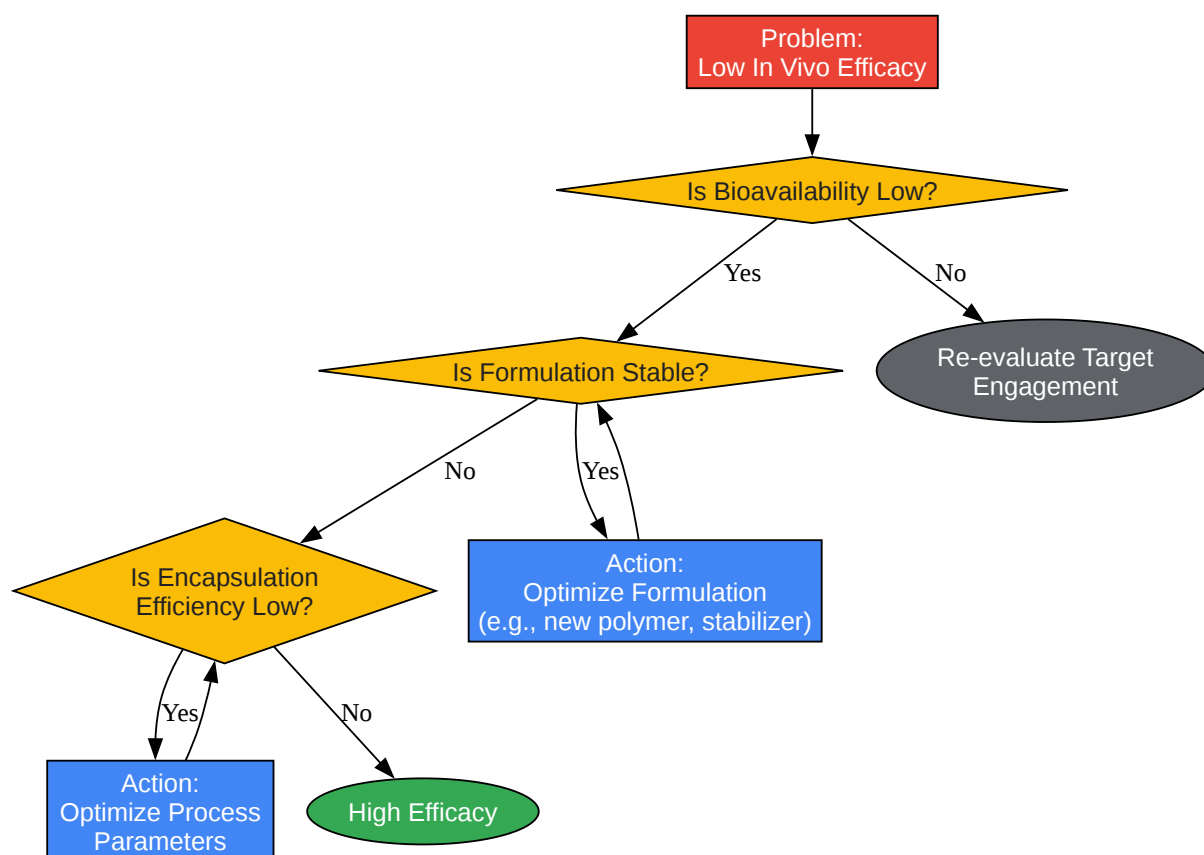 Problem:
Low In Vivo Efficacy
Is Bioavailability Low?
Yes
No
Is Formulation Stable?
Re-evaluate Target
Engagement
No
Yes
Is Encapsulation
Efficiency Low?
Action:
Optimize Formulation
(e.g., new polymer, stabilizer)
Yes
No
Action:
Optimize Process
Parameters
High Efficacy